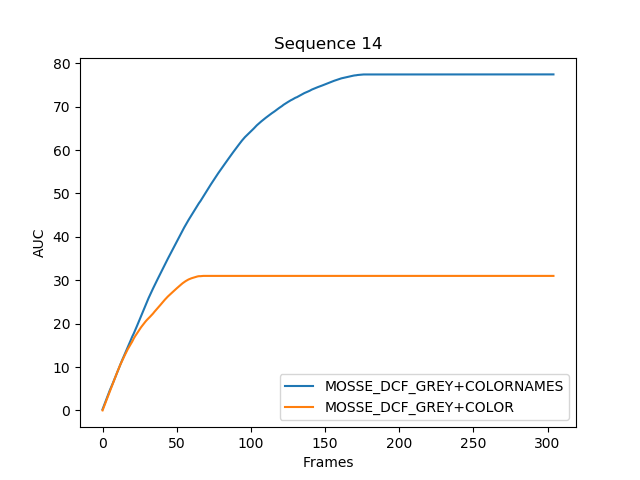 Sequence 14
80
70
60
50
40
30
20
10
0
AUC
0 50 100 150 200 250 300
Frames
MOSSE_DCF_GREY+COLORNAMES
MOSSE_DCF_GREY+COLOR